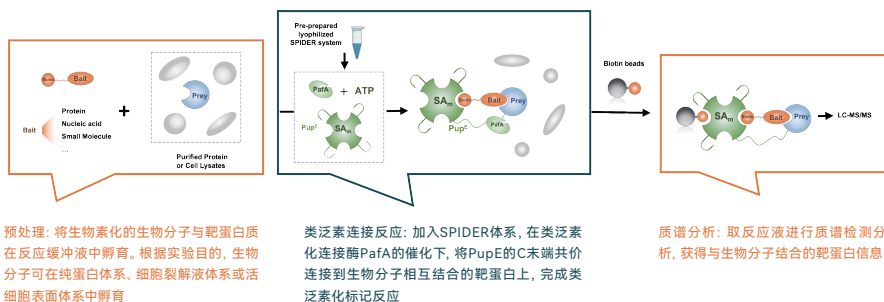 Biotin
Bait
Bait
Protein
Nucleic acid
Small Molecule
...
+
Prey
Purified Protein
or Cell Lysates
Pre-prepared
lyophilized
SPIDER system
PafA + ATP
PupE
SAm
SAm
Biotin
Bait
Prey
PupE
PafA
Biotin beads
SAm
Biotin
Bait
Prey
LC-MS/MS
预处理: 将生物素化的生物分子与靶蛋白质
在反应缓冲液中孵育。根据实验目的, 生物
分子可在纯蛋白体系、细胞裂解液体系或活
细胞表面体系中孵育
类泛素连接反应: 加入SPIDER体系, 在类泛素
化连接酶PafA的催化下, 将PupE的C末端共价
连接到生物分子相互结合的靶蛋白上, 完成类
泛素化标记反应
质谱分析: 取反应液进行质谱检测分
析, 获得与生物分子结合的靶蛋白信息